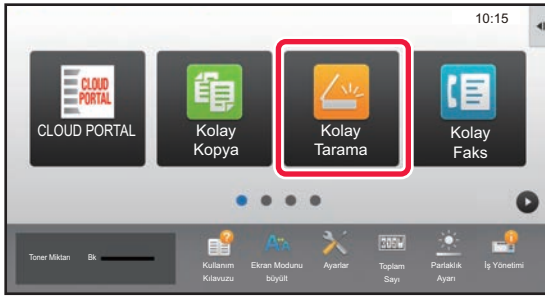 10:15
CLOUD
PORTAL
CLOUD PORTAL
Kolay
Kopya
Kolay
Tarama
Kolay
Faks
Toner Miktarı
Bk
Kullanım
Kılavuzu
Ekran Modunu
büyült
Ayarlar
Toplam
Sayı
Parlaklık
Ayarı
İş Yönetimi